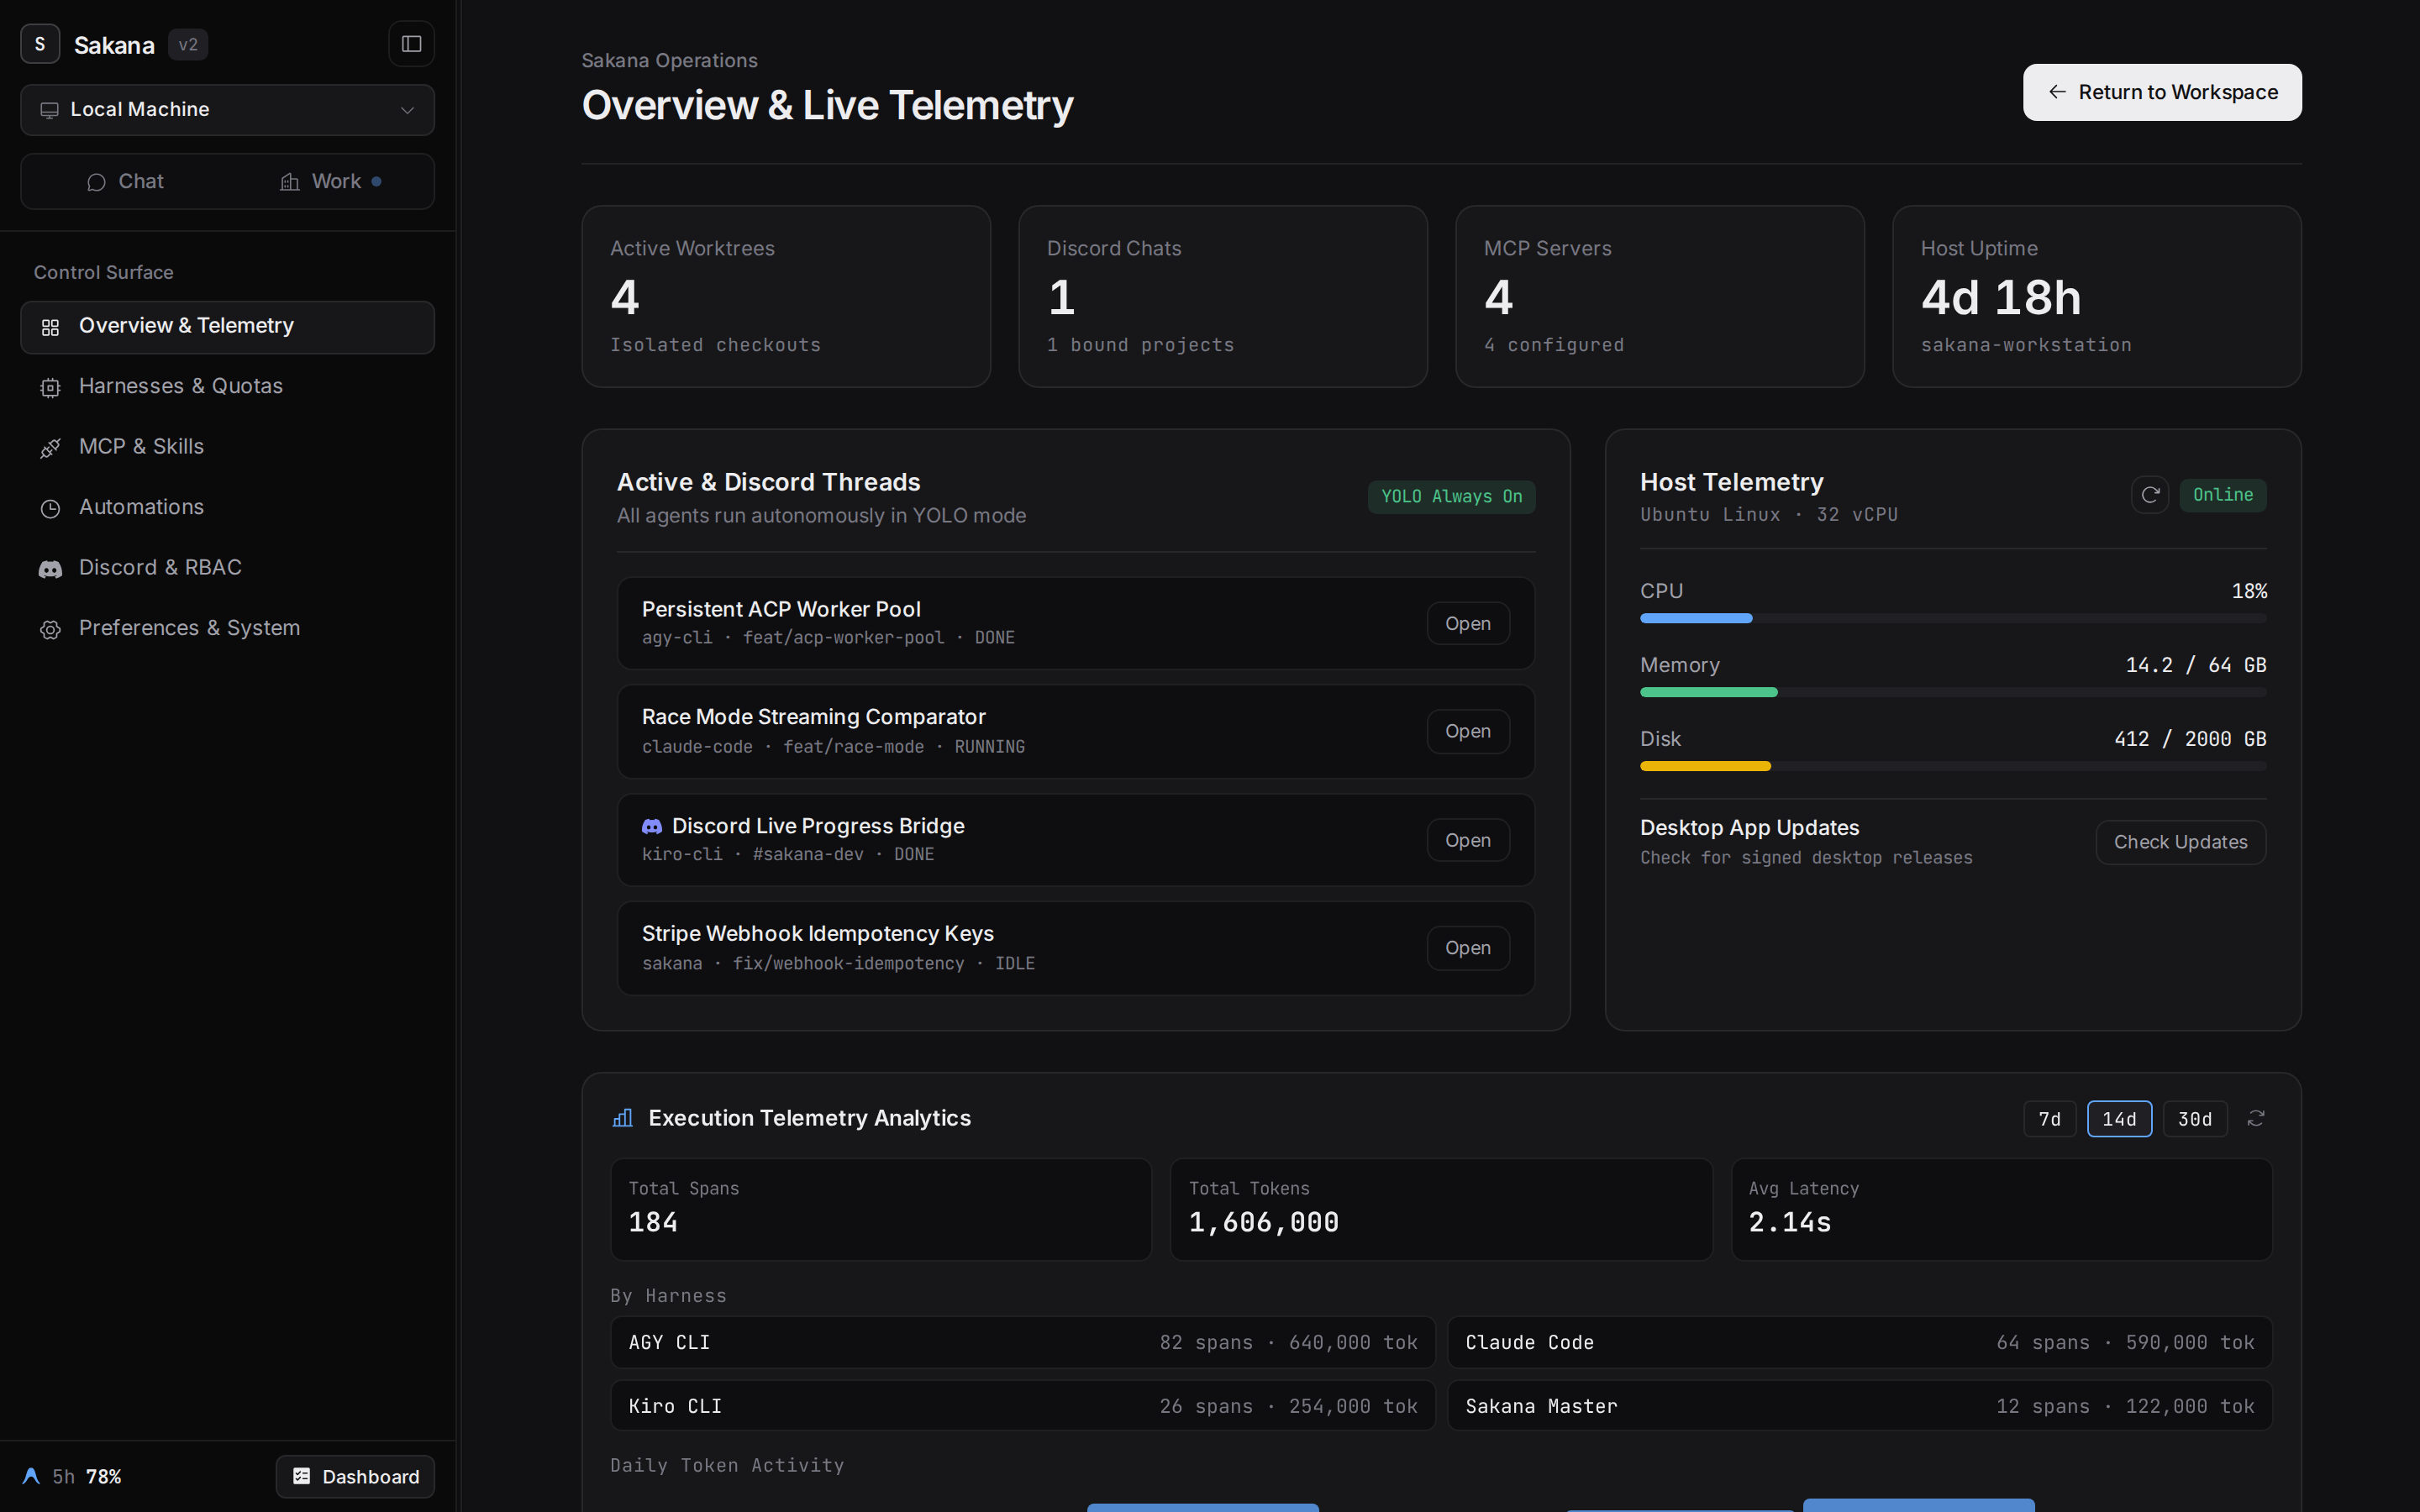 S Sakana v2
Local Machine
Chat Work
Control Surface
Overview & Telemetry
Harnesses & Quotas
MCP & Skills
Automations
Discord & RBAC
Preferences & System
5h 78% Dashboard
Sakana Operations
Overview & Live Telemetry
Return to Workspace
Active Worktrees
4
Isolated checkouts
Discord Chats
1
1 bound projects
MCP Servers
4
4 configured
Host Uptime
4d 18h
sakana-workstation
Active & Discord Threads
All agents run autonomously in YOLO mode
YOLO Always On
Persistent ACP Worker Pool
agy-cli · feat/acp-worker-pool · DONE
Open
Race Mode Streaming Comparator
claude-code · feat/race-mode · RUNNING
Open
Discord Live Progress Bridge
kiro-cli · #sakana-dev · DONE
Open
Stripe Webhook Idempotency Keys
sakana · fix/webhook-idempotency · IDLE
Open
Host Telemetry
Ubuntu Linux · 32 vCPU
Online
CPU 18%
Memory 14.2 / 64 GB
Disk 412 / 2000 GB
Desktop App Updates
Check for signed desktop releases
Check Updates
Execution Telemetry Analytics
7d 14d 30d
Total Spans
184
Total Tokens
1,606,000
Avg Latency
2.14s
By Harness
AGY CLI 82 spans · 640,000 tok
Claude Code 64 spans · 590,000 tok
Kiro CLI 26 spans · 254,000 tok
Sakana Master 12 spans · 122,000 tok
Daily Token Activity